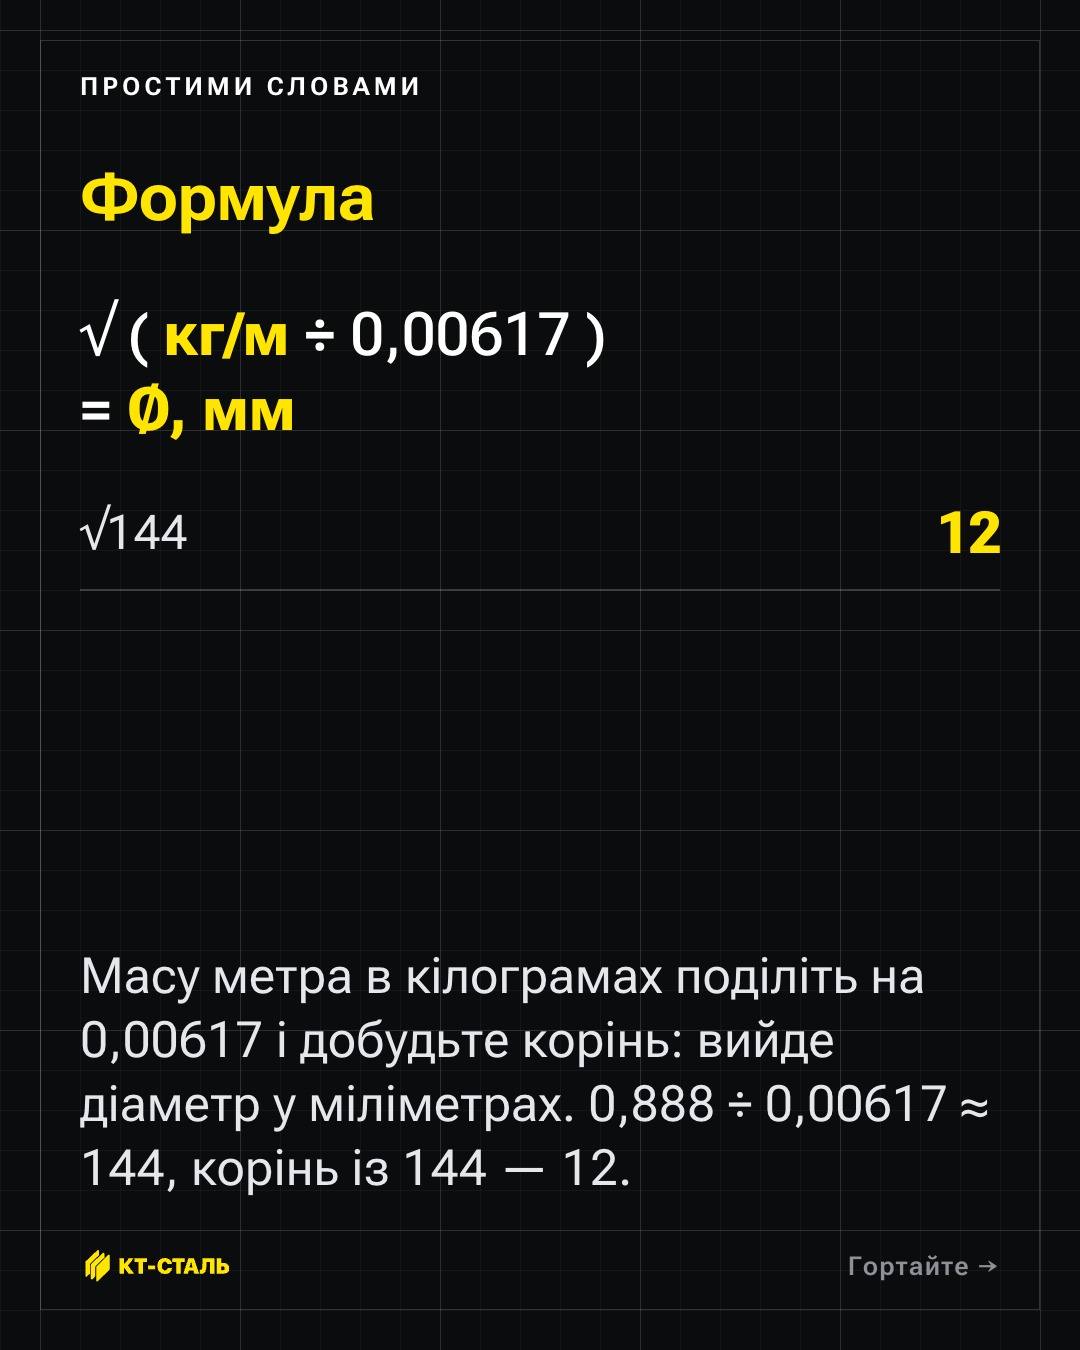 ПРОСТИМИ СЛОВАМИ
Формула
√ ( кг/м ÷ 0,00617 )
= Ø, мм
√144 12
Масу метра в кілограмах поділіть на
0,00617 і добудьте корінь: вийде
діаметр у міліметрах. 0,888 ÷ 0,00617 ≈
144, корінь із 144 — 12.
КТ-СТАЛЬ Гортайте →